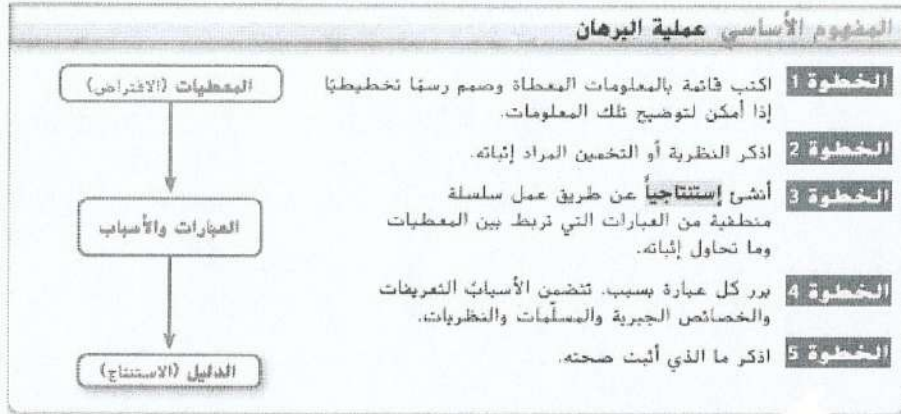 المفهوم الأساسي عملية البرهان
الخطوة 1 اكتب قائمة بالمعلومات المعطاة وصمم رسمًا تخطيطيًا
إذا أمكن لتوضيح تلك المعلومات.
الخطوة 2 اذكر النظرية أو التخمين المراد إثباته.
الخطوة 3 أنشئ إستنتاجياً عن طريق عمل سلسلة
منطقية من العبارات التي تربط بين المعطيات
وما تحاول إثباته.
الخطوة 4 برر كل عبارة بسبب. تتضمن الأسباب التعريفات
والخصائص الجبرية والمسلّمات والنظريات.
الخطوة 5 اذكر ما الذي أثبت صحته.
المعطيات (الافتراض)
العبارات والأسباب
الدليل (الاستنتاج)